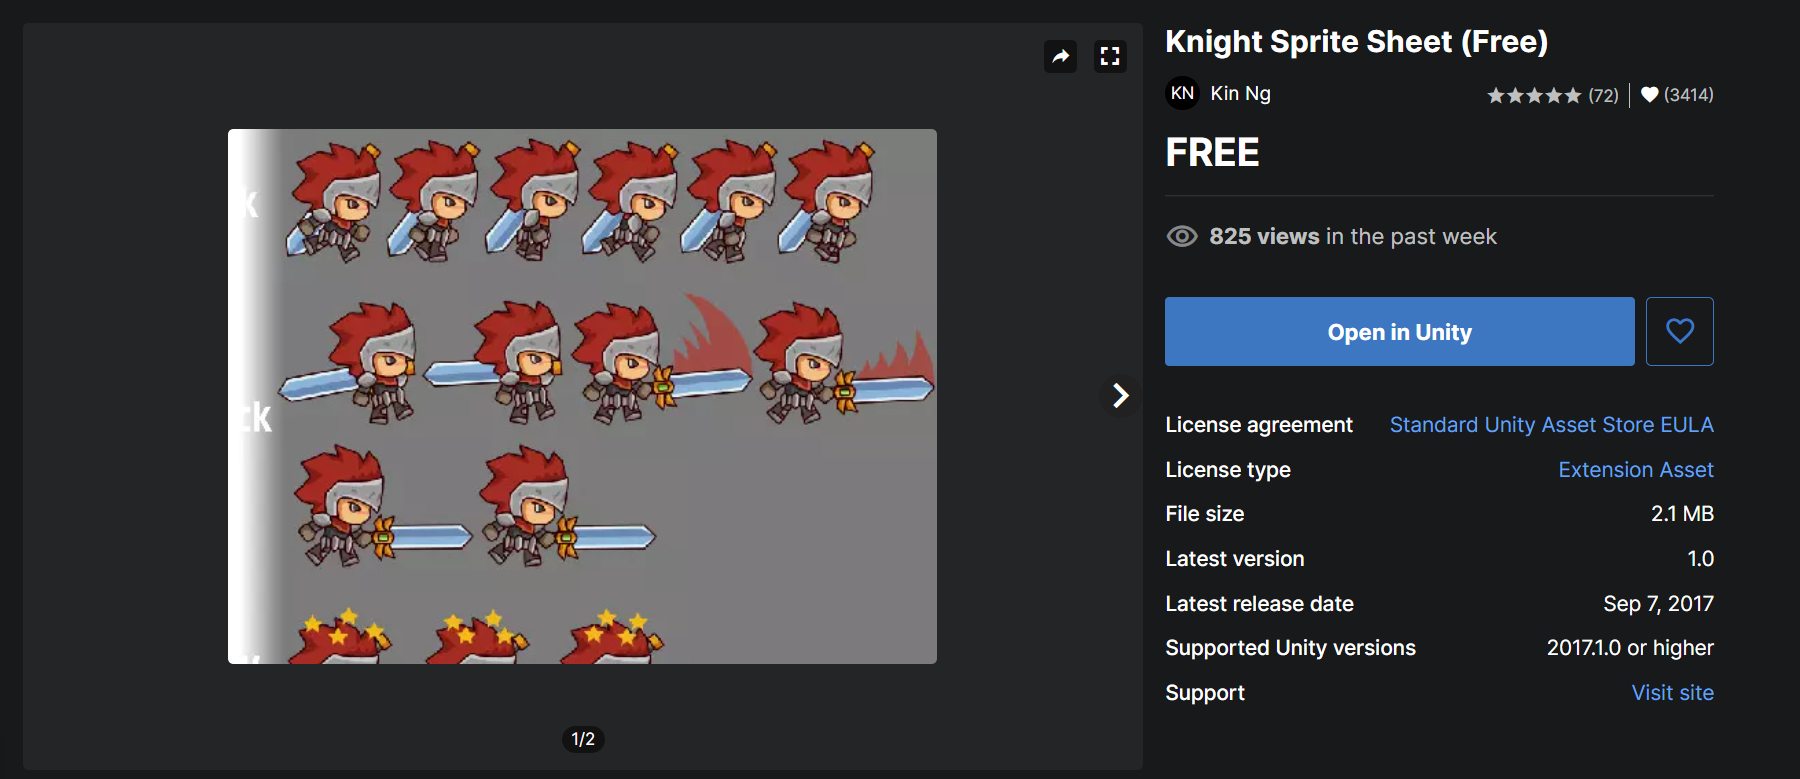 Knight Sprite Sheet (Free)
KN Kin Ng
(72) (3414)
FREE
825 views in the past week
Open in Unity
License agreement Standard Unity Asset Store EULA
License type Extension Asset
File size 2.1 MB
Latest version 1.0
Latest release date Sep 7, 2017
Supported Unity versions 2017.1.0 or higher
Support Visit site
k
ck
1/2